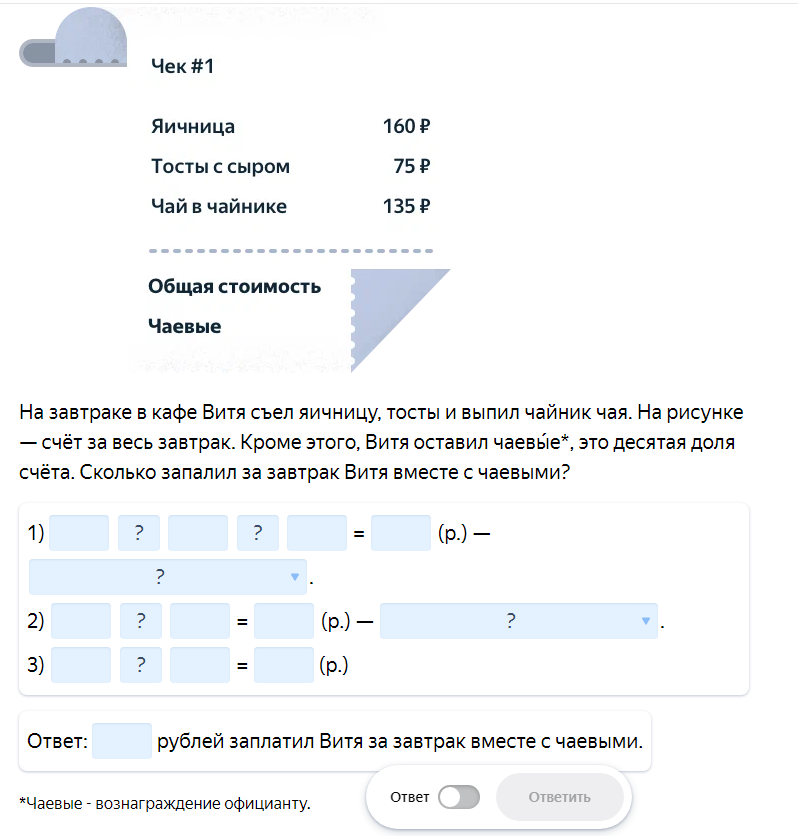 Чек #1
Яичница 160 ₽
Тосты с сыром 75 ₽
Чай в чайнике 135 ₽
Общая стоимость
Чаевые
На завтраке в кафе Витя съел яичницу, тосты и выпил чайник чая. На рисунке
— счёт за весь завтрак. Кроме этого, Витя оставил чаевы́е*, это десятая доля
счёта. Сколько запалил за завтрак Витя вместе с чаевыми?
1) ? ? = (р.) —
? .
2) ? = (р.) — ? .
3) ? = (р.)
Ответ: рублей заплатил Витя за завтрак вместе с чаевыми.
*Чаевые - вознаграждение официанту.
Ответ Ответить